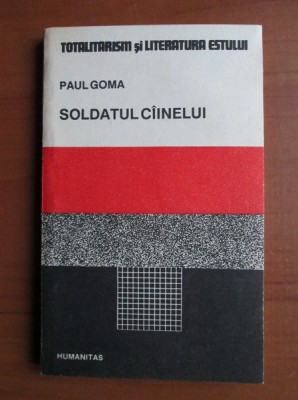 TOTALITARISM și LITERATURA ESTULUI
PAUL GOMA
SOLDATUL CÎINELUI
HUMANITAS